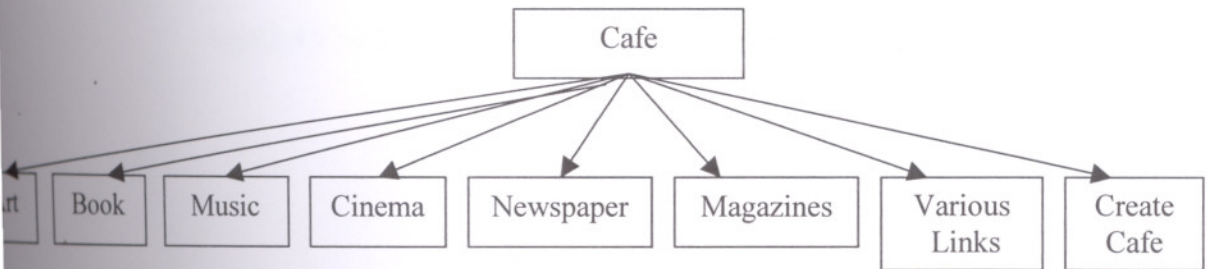 Cafe
Book
Music
Cinema
Newspaper
Magazines
Various
Links
Create
Cafe